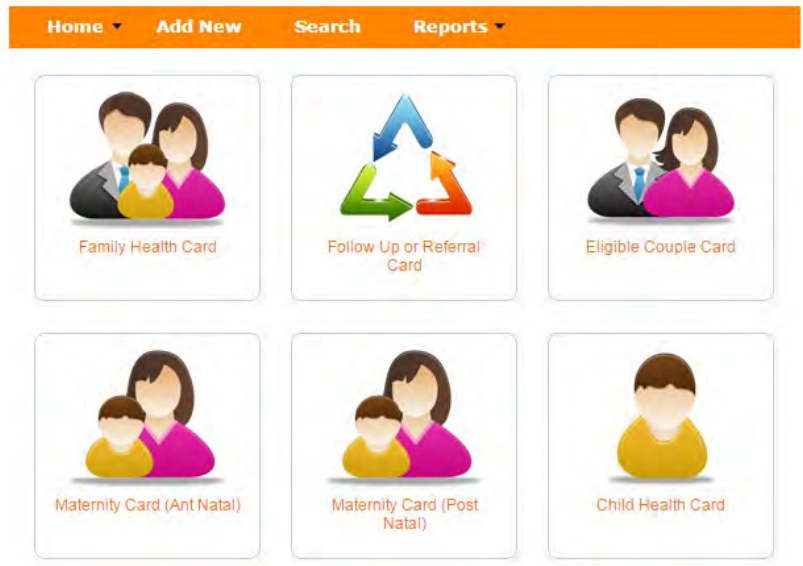 Home Add New Search Reports
Family Health Card
Follow Up or Referral
Card
Eligible Couple Card
Maternity Card (Ant Natal)
Maternity Card (Post
Natal)
Child Health Card